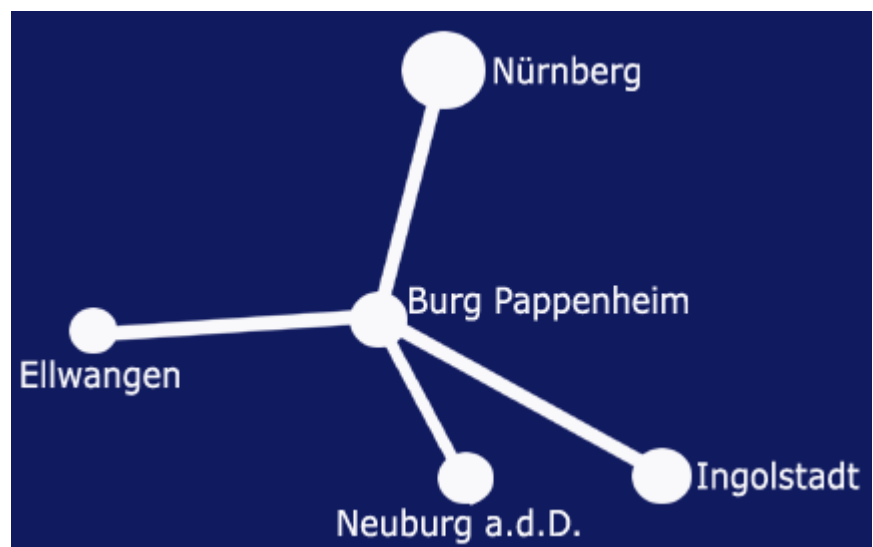 Nürnberg
Burg Pappenheim
Ellwangen
Ingolstadt
Neuburg a.d.D.